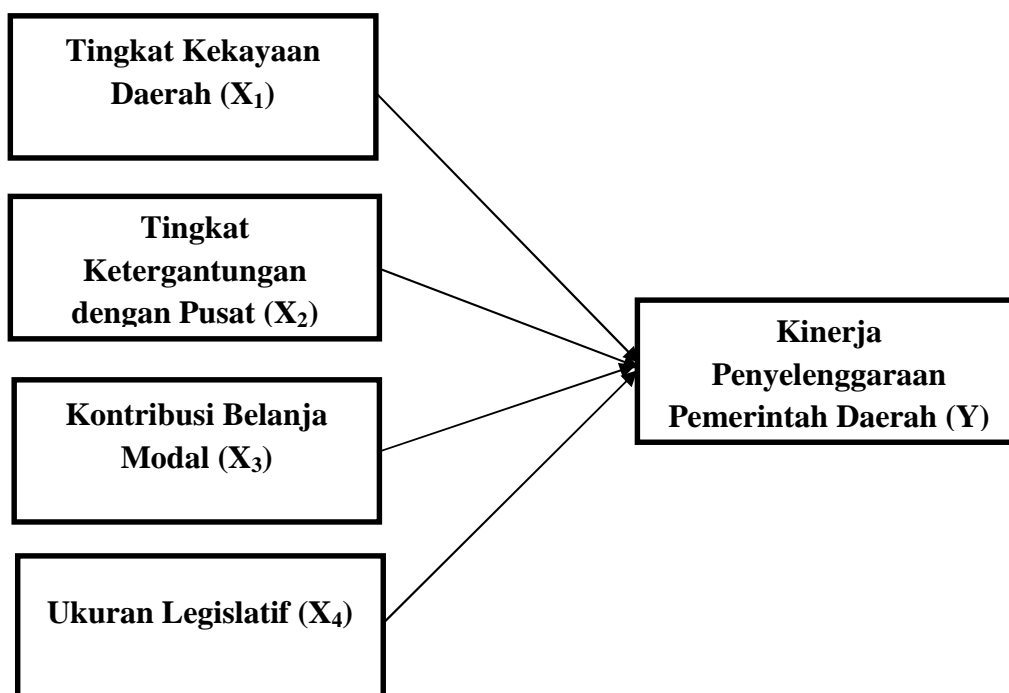 Tingkat Kekayaan
Daerah (X₁)
Tingkat
Ketergantungan
dengan Pusat (X₂)
Kontribusi Belanja
Modal (X₃)
Ukuran Legislatif (X₄)
Kinerja
Penyelenggaraan
Pemerintah Daerah (Y)